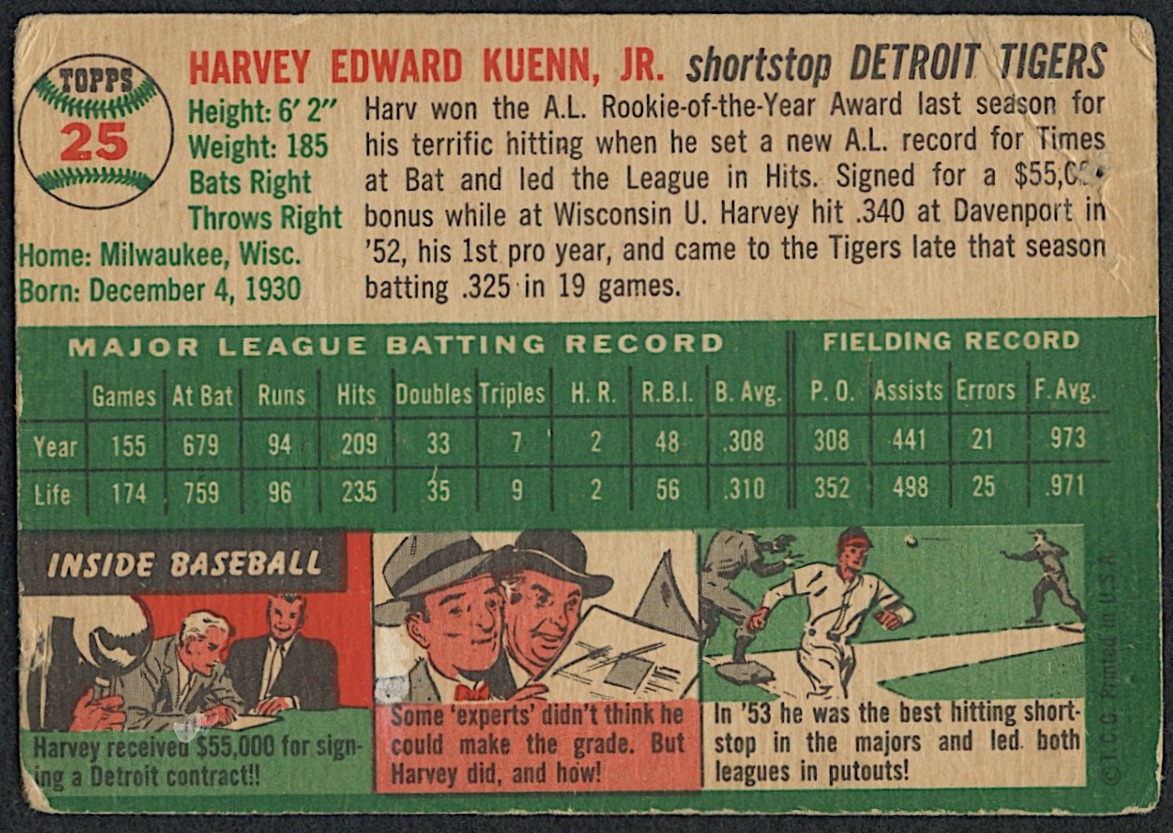 TOPPS
25
HARVEY EDWARD KUENN, JR. shortstop DETROIT TIGERS
Height: 6' 2"
Weight: 185
Bats Right
Throws Right
Home: Milwaukee, Wisc.
Born: December 4, 1930
Harv won the A.L. Rookie-of-the-Year Award last season for
his terrific hitting when he set a new A.L. record for Times
at Bat and led the League in Hits. Signed for a
bonus while at Wisconsin U. Harvey hit .340 at Davenport in
'52, his 1st pro year, and came to the Tigers late that season
batting .325 in 19 games.
MAJOR LEAGUE BATTING RECORD FIELDING RECORD
Games At Bat Runs Hits Doubles Triples H. R. R.B.I. B. Avg. P. O. Assists Errors F. Avg.
Year 155 679 94 209 33 7 2 48 .308 308 441 21 .973
Life 174 759 96 235 35 9 2 56 .310 352 498 25 .971
INSIDE BASEBALL
Harvey received $55,000 for sign-
ing a Detroit contract!!
Some 'experts' didn't think he
could make the grade. But
Harvey did, and how!
In '53 he was the best hitting short-
stop in the majors and led both
leagues in putouts!
© T.C.G. Printed in U.S.A.